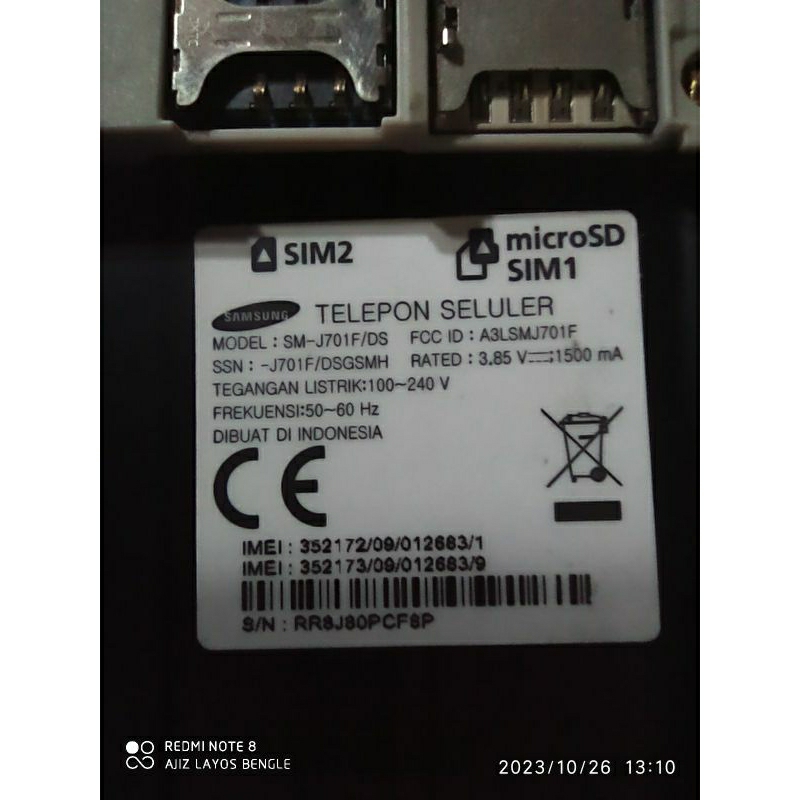 SIM2
microSD
SIM1
SAMSUNG TELEPON SELULER
MODEL : SM-J701F/DS FCC ID : A3LSMJ701F
SSN : -J701F/DSGSMH RATED : 3.85 V⎓;1500 mA
TEGANGAN LISTRIK:100~240 V
FREKUENSI:50~60 Hz
DIBUAT DI INDONESIA
CE
IMEI : 352172/09/012683/1
IMEI : 352173/09/012683/9
S/N : RR8J80PCF8P
REDMI NOTE 8
AJIZ LAYOS BENGLE
2023/10/26 13:10